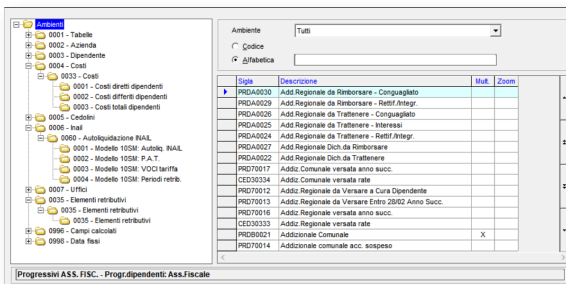 Ambienti
0001 - Tabelle
0002 - Azienda
0003 - Dipendente
0004 - Costi
0033 - Costi
0001 - Costi diretti dipendenti
0002 - Costi differiti dipendenti
0003 - Costi totali dipendenti
0005 - Cedolini
0006 - Inail
0060 - Autoliquidazione INAIL
0001 - Modello 10SM: Autoliq. INAIL
0002 - Modello 10SM: P.A.T.
0003 - Modello 10SM: VOCI tariffa
0004 - Modello 10SM: Periodi retrib.
0007 - Uffici
0035 - Elementi retributivi
0035 - Elementi retributivi
0035 - Elementi retributivi
0996 - Campi calcolati
0998 - Data fissi
Ambiente Tutti
Codice
Alfabetica
Sigla Descrizione Mult. Zoom
PRDA0030 Add.Regionale da Rimborsare - Conguagliato
PRDA0029 Add.Regionale da Rimborsare - Rettif./Integr.
PRDA0026 Add.Regionale da Trattenere - Conguagliato
PRDA0025 Add.Regionale da Trattenere - Interessi
PRDA0024 Add.Regionale da Trattenere - Rettif./Integr.
PRDA0027 Add.Regionale Dich.da Rimborsare
PRDA0022 Add.Regionale Dich.da Trattenere
PRD70017 Addiz.Comunale versata anno succ.
CED30334 Addiz.Comunale versata rate
PRD70012 Addiz.Regionale da Versare a Cura Dipendente
PRD70013 Addiz.Regionale da Versare Entro 28/02 Anno Succ.
PRD70016 Addiz.Regionale versata anno succ.
CED30333 Addiz.Regionale versata rate
PRDB0021 Addizionale Comunale X
PRD70014 Addizionale comunale acc. sospeso
Progressivi ASS. FISC. - Progr.dipendenti: Ass.Fiscale